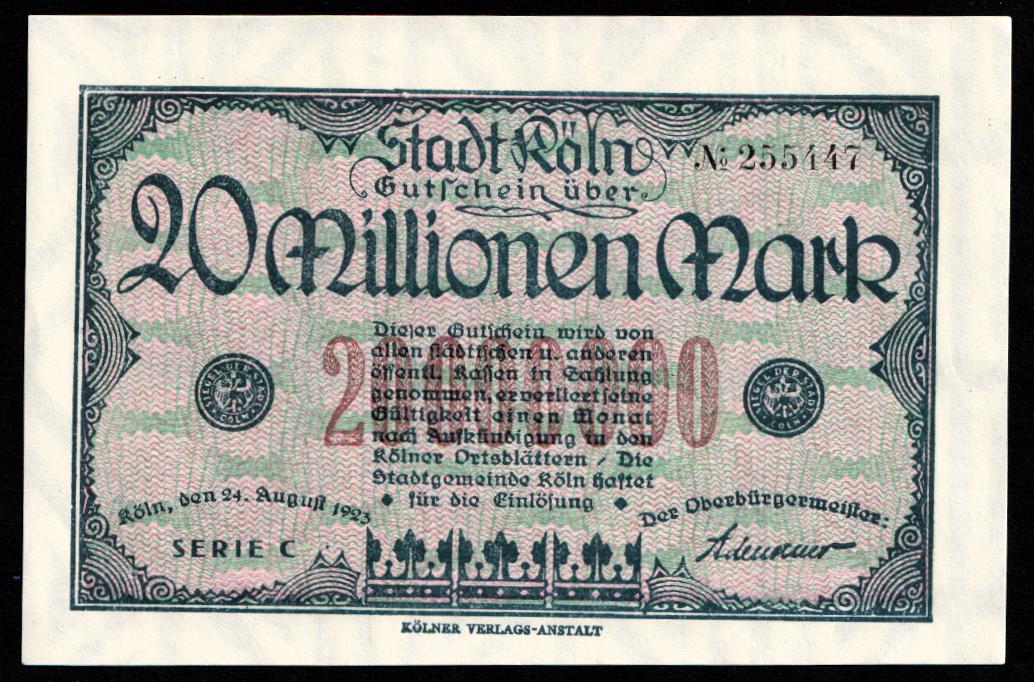 Stadt Köln
Gutschein über
№ 255447
20 Millionen Mark
20000000
Dieser Gutschein wird von
allen städtischen u. anderen
öffentl. Kassen in Zahlung
genommen, er verliert seine
Gültigkeit einen Monat
nach Aufkündigung in den
Kölner Ortsblättern / Die
Stadtgemeinde Köln haftet
für die Einlösung
Köln, den 24. August 1923
SERIE C
Der Oberbürgermeister:
Adenauer
KÖLNER VERLAGS-ANSTALT